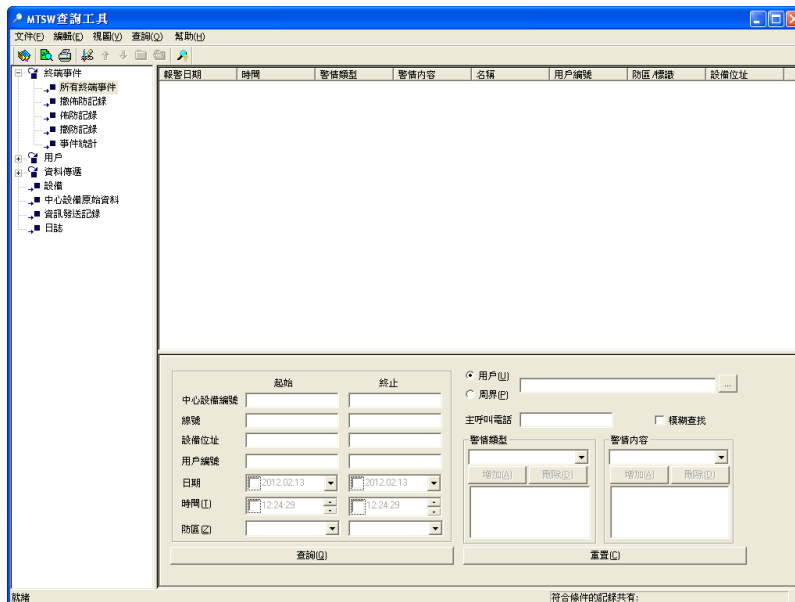 MTSW查詢工具
文件(F) 編輯(E) 視圖(V) 查詢(Q) 幫助(H)
終端事件
所有終端事件
撤佈防記錄
佈防記錄
撤防記錄
事件統計
用戶
資料傳遞
設備
中心設備原始資料
資訊發送記錄
日誌
報警日期 時間 警情類型 警情内容 名稱 用戶編號 防區/標識 設備位址
起始 終止
中心設備編號
線號
設備位址
用戶編號
日期 2012.02.13 2012.02.13
時間(T) 12:24:29 12:24:29
防區(Z)
查詢(Q)
用戶(U) ...
周界(P)
主呼叫電話 模糊查找
警情類型 警情内容
增加(A) 刪除(D) 增加(A) 刪除(D)
重置(C)
就緒 符合條件的記錄共有: